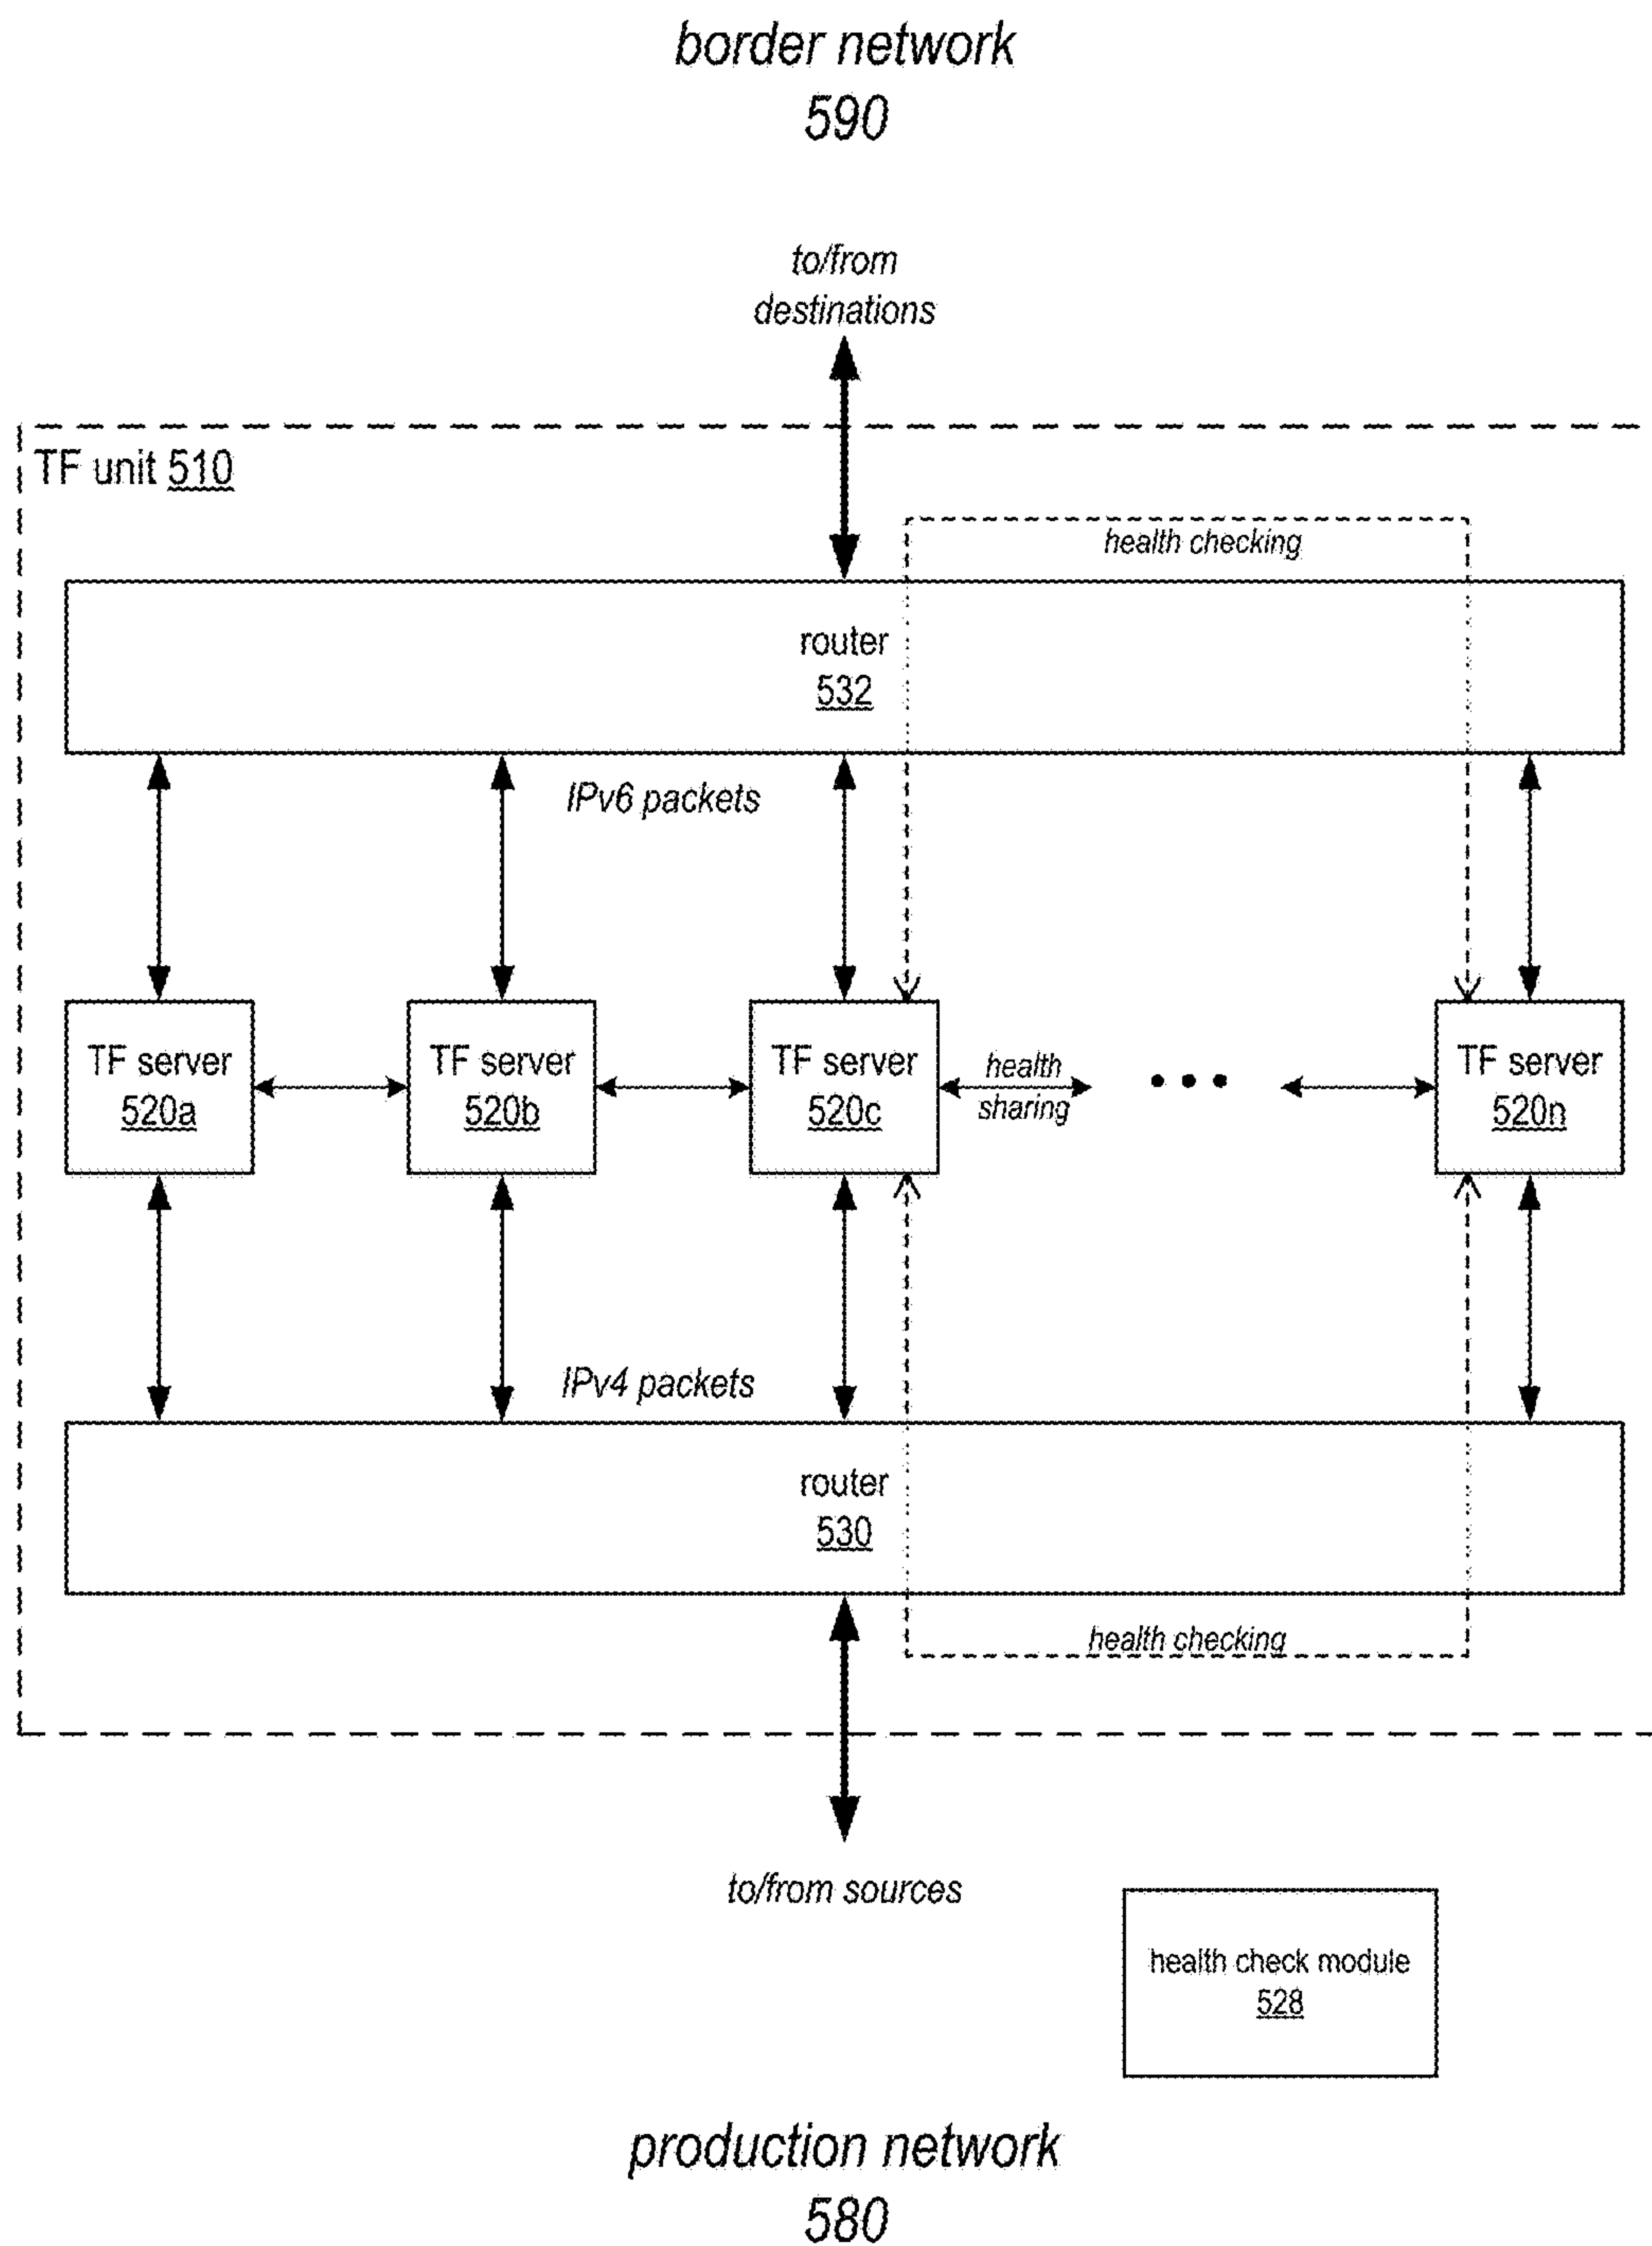 border network
590
to/from
destinations
TF unit 510
health checking
router
532
IPv6 packets
TF server
520a
TF server
520b
TF server
520c
health
sharing
TF server
520n
IPv4 packets
router
530
health checking
to/from sources
health check module
528
production network
580